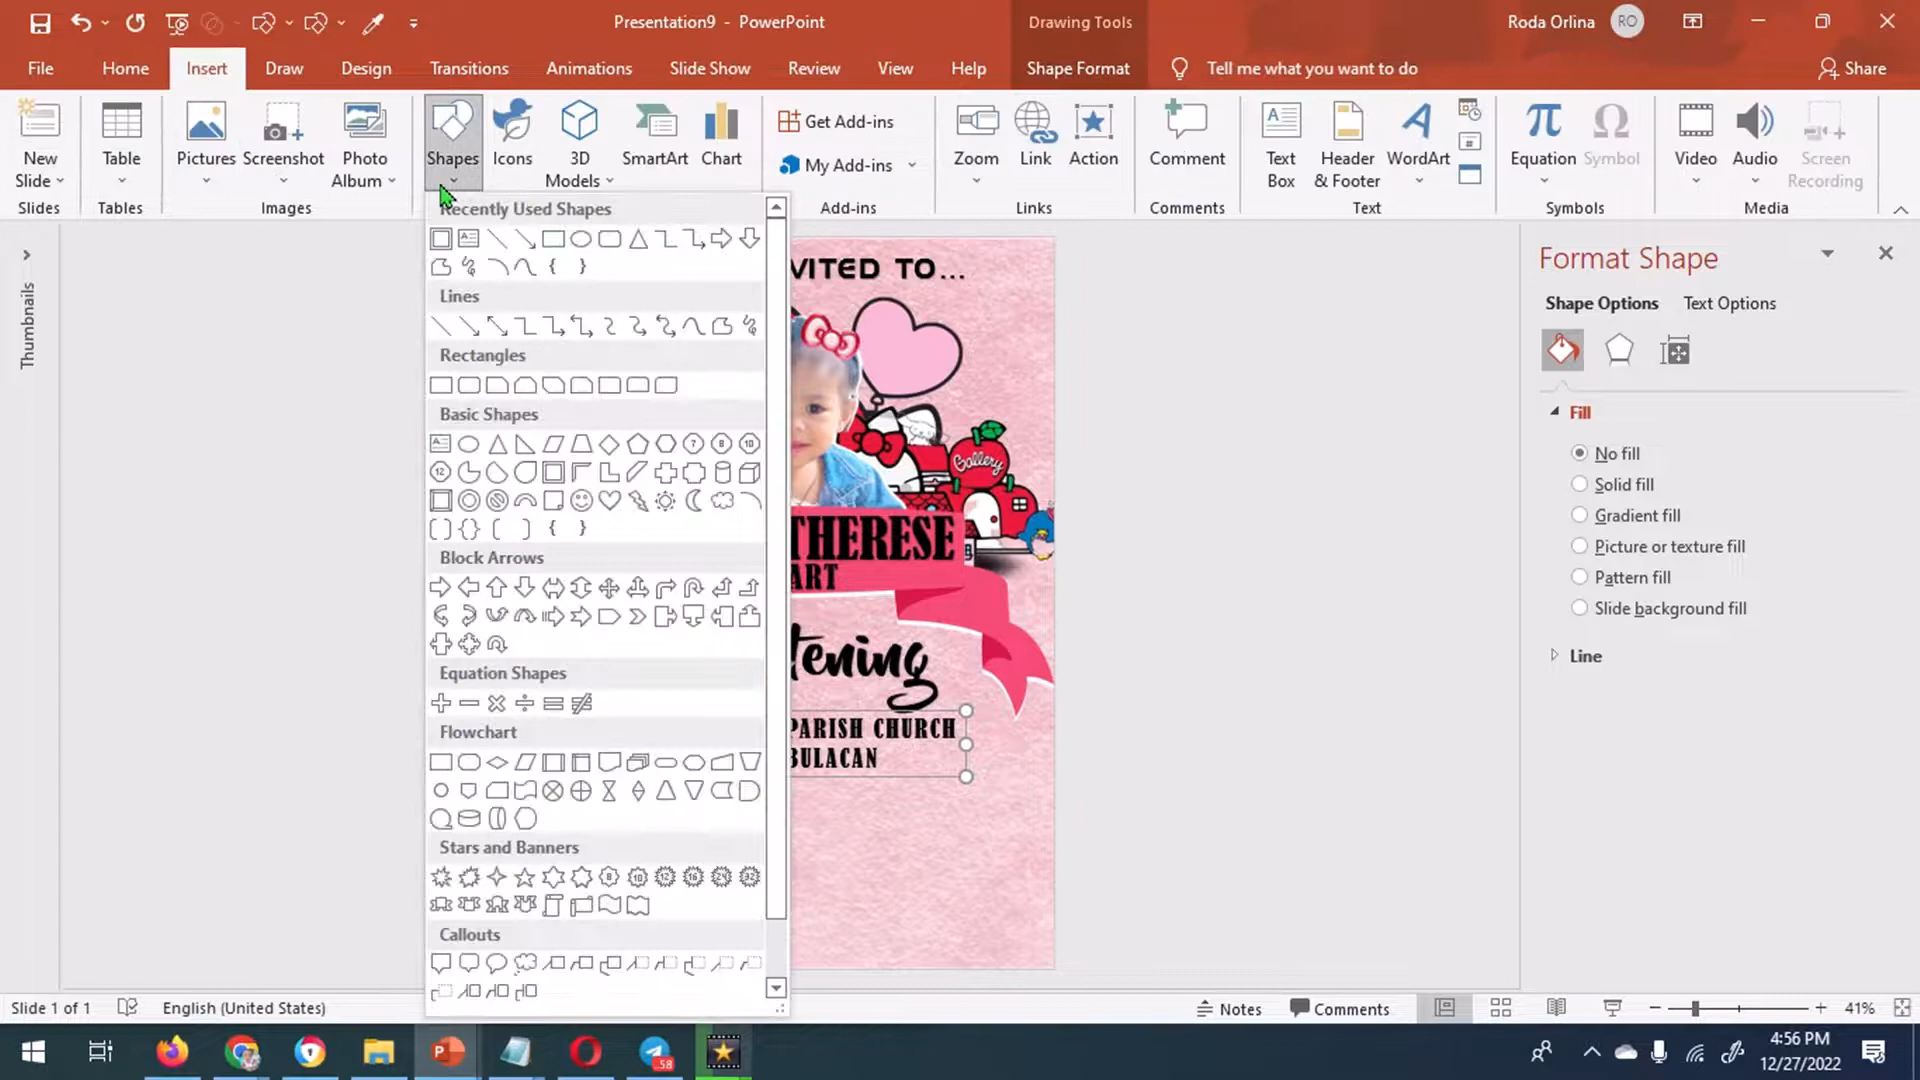 Presentation9 - PowerPoint
Drawing Tools
Roda Orlina
RO
File
Home
Insert
Draw
Design
Transitions
Animations
Slide Show
Review
View
Help
Shape Format
Tell me what you want to do
Share
New
Slide
Table
Pictures
Screenshot
Photo
Album
Shapes
Icons
3D
Models
SmartArt
Chart
Get Add-ins
My Add-ins
Zoom
Link
Action
Comment
Text
Box
Header
& Footer
WordArt
Equation
Symbol
Video
Audio
Screen
Recording
Slides
Tables
Images
Add-ins
Links
Comments
Text
Symbols
Media
Recently Used Shapes
Lines
Rectangles
Basic Shapes
Block Arrows
Equation Shapes
Flowchart
Stars and Banners
Callouts
Thumbnails
VITED TO...
Gallery
THERESE
ART
tening
PARISH CHURCH
BULACAN
Format Shape
Shape Options
Text Options
Fill
No fill
Solid fill
Gradient fill
Picture or texture fill
Pattern fill
Slide background fill
Line
Slide 1 of 1
English (United States)
Notes
Comments
41%
58
4:56 PM
12/27/2022